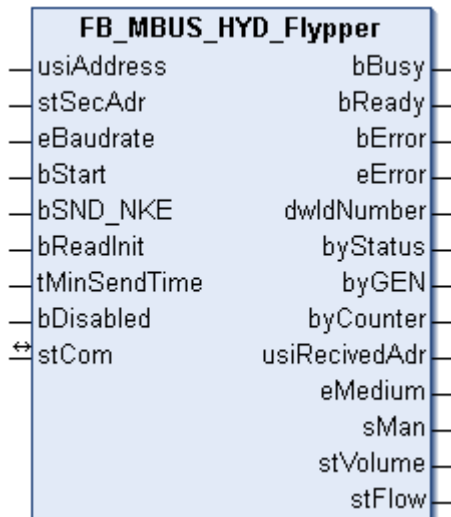 FB_MBUS_HYD_Flypper
usiAddress bBusy
stSecAdr bReady
eBaudrate bError
bStart eError
bSND_NKE dwIdNumber
bReadInit byStatus
tMinSendTime byGEN
bDisabled byCounter
stCom usiRecivedAdr
eMedium
sMan
stVolume
stFlow